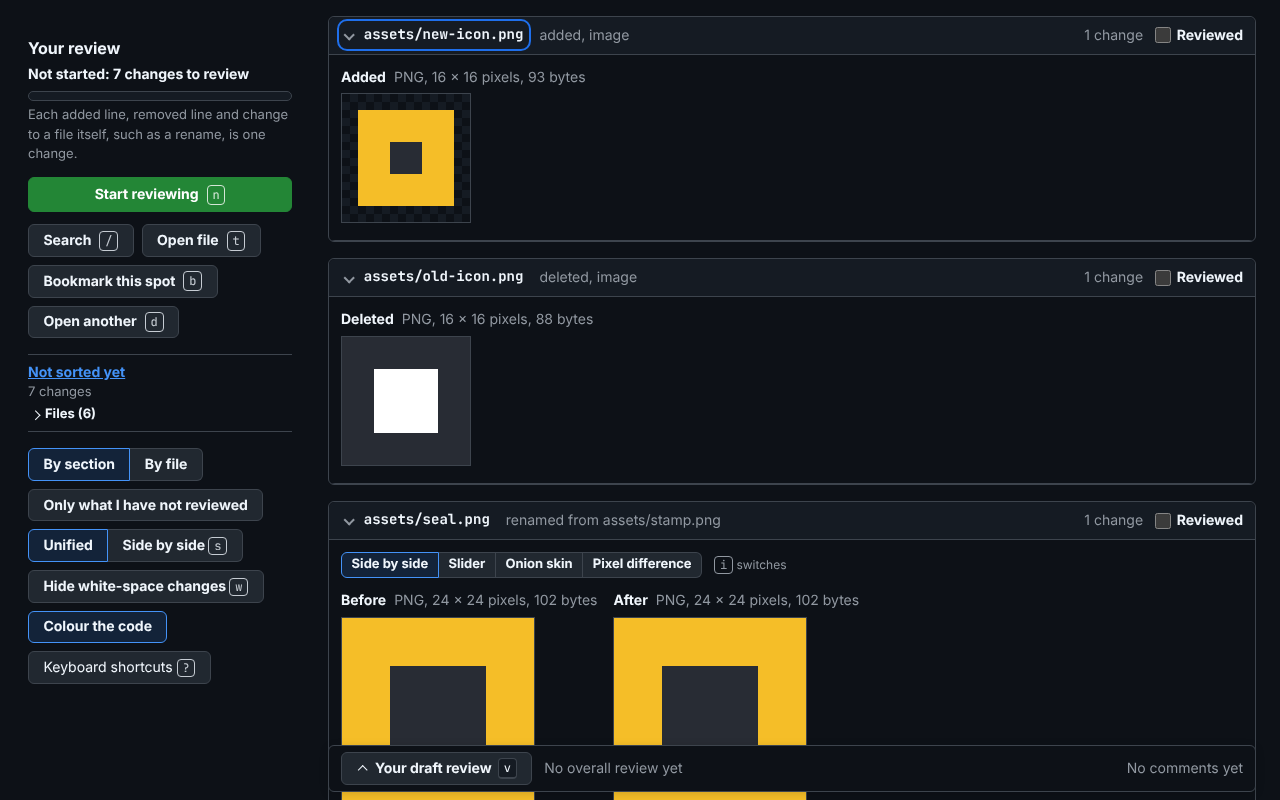 Your review
Not started: 7 changes to review
Each added line, removed line and change
to a file itself, such as a rename, is one
change.
Start reviewing n
Search / Open file t
Bookmark this spot b
Open another d
Not sorted yet
7 changes
Files (6)
By section By file
Only what I have not reviewed
Unified Side by side s
Hide white-space changes w
Colour the code
Keyboard shortcuts ?
assets/new-icon.png added, image 1 change Reviewed
Added PNG, 16 × 16 pixels, 93 bytes
assets/old-icon.png deleted, image 1 change Reviewed
Deleted PNG, 16 × 16 pixels, 88 bytes
assets/seal.png renamed from assets/stamp.png 1 change Reviewed
Side by side Slider Onion skin Pixel difference i switches
Before PNG, 24 × 24 pixels, 102 bytes After PNG, 24 × 24 pixels, 102 bytes
Your draft review v No overall review yet No comments yet